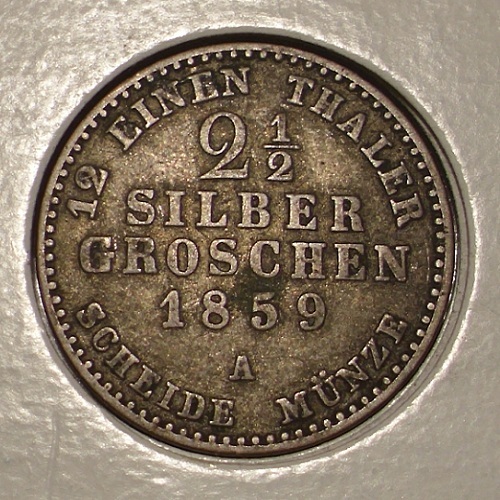 12 EINEN THALER
2 1/2
SILBER
GROSCHEN
1859
A
SCHEIDE MÜNZE